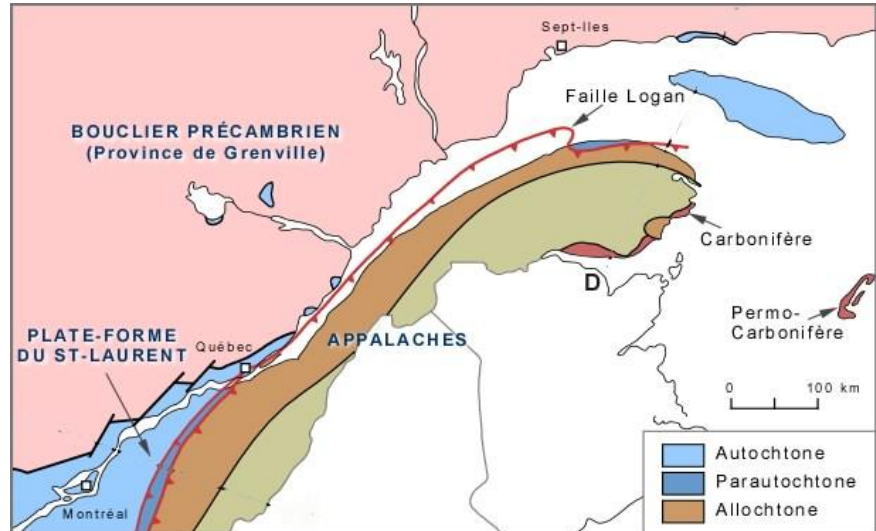 Sept-Iles
Faille Logan
BOUCLIER PRÉCAMBRIEN
(Province de Grenville)
Carbonifère
D
Permo-
Carbonifère
PLATE-FORME
DU ST-LAURENT
Québec
APPALACHES
0 100 km
Montréal
Autochtone
Parautochtone
Allochtone